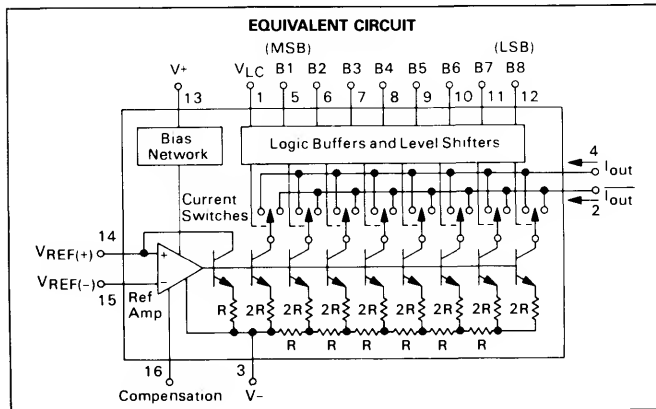 EQUIVALENT CIRCUIT
(MSB) (LSB)
V+ VLC B1 B2 B3 B4 B5 B6 B7 B8
13 1 5 6 7 8 9 10 11 12
Bias Network
Logic Buffers and Level Shifters
4
Iout
Iout
2
Current Switches
14
VREF(+)
+
VREF(-)
−
15
Ref Amp
R 2R 2R 2R 2R 2R 2R 2R 2R
R R R R R R
16
Compensation
3
V-